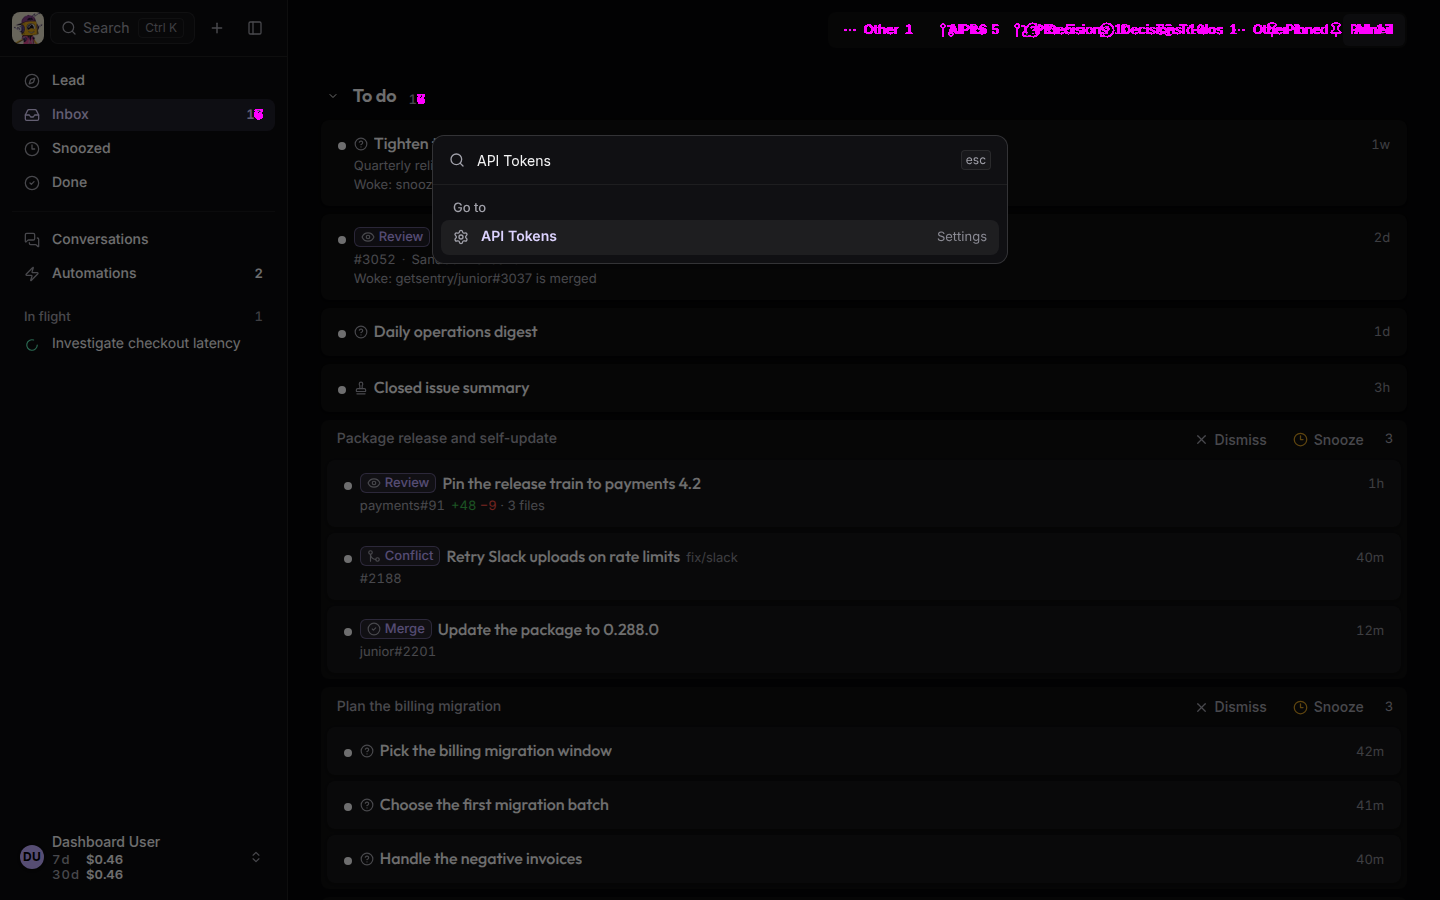 Search Ctrl K
Lead
Inbox
Snoozed
Done
Conversations
Automations 2
In flight 1
Investigate checkout latency
Dashboard User
DU
7d $0.46
30d $0.46
Other 1
To do
Tighten
1w
Quarterly
Woke:
API Tokens esc
Go to
API Tokens Settings
Review
2d
#3052 ·
Woke: getsentry/junior#3037 is merged
Daily operations digest 1d
Closed issue summary 3h
Package release and self-update Dismiss Snooze 3
Review Pin the release train to payments 4.2 1h
payments#91 +48 −9 · 3 files
Conflict Retry Slack uploads on rate limits fix/slack 40m
#2188
Merge Update the package to 0.288.0 12m
junior#2201
Plan the billing migration Dismiss Snooze 3
Pick the billing migration window 42m
Choose the first migration batch 41m
Handle the negative invoices 40m